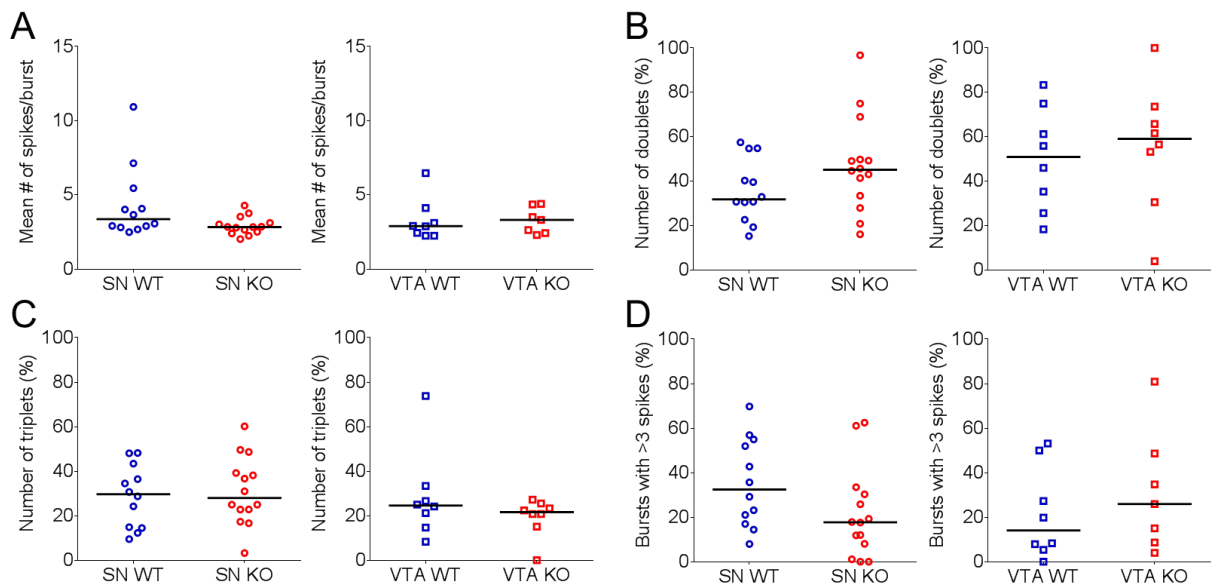 A
Mean # of spikes/burst
15
10
5
0
SN WT
SN KO
Mean # of spikes/burst
15
10
5
0
VTA WT
VTA KO
B
Number of doublets (%)
100
80
60
40
20
0
SN WT
SN KO
Number of doublets (%)
100
80
60
40
20
0
VTA WT
VTA KO
C
Number of triplets (%)
100
80
60
40
20
0
SN WT
SN KO
Number of triplets (%)
100
80
60
40
20
0
VTA WT
VTA KO
D
Bursts with >3 spikes (%)
100
80
60
40
20
0
SN WT
SN KO
Bursts with >3 spikes (%)
100
80
60
40
20
0
VTA WT
VTA KO